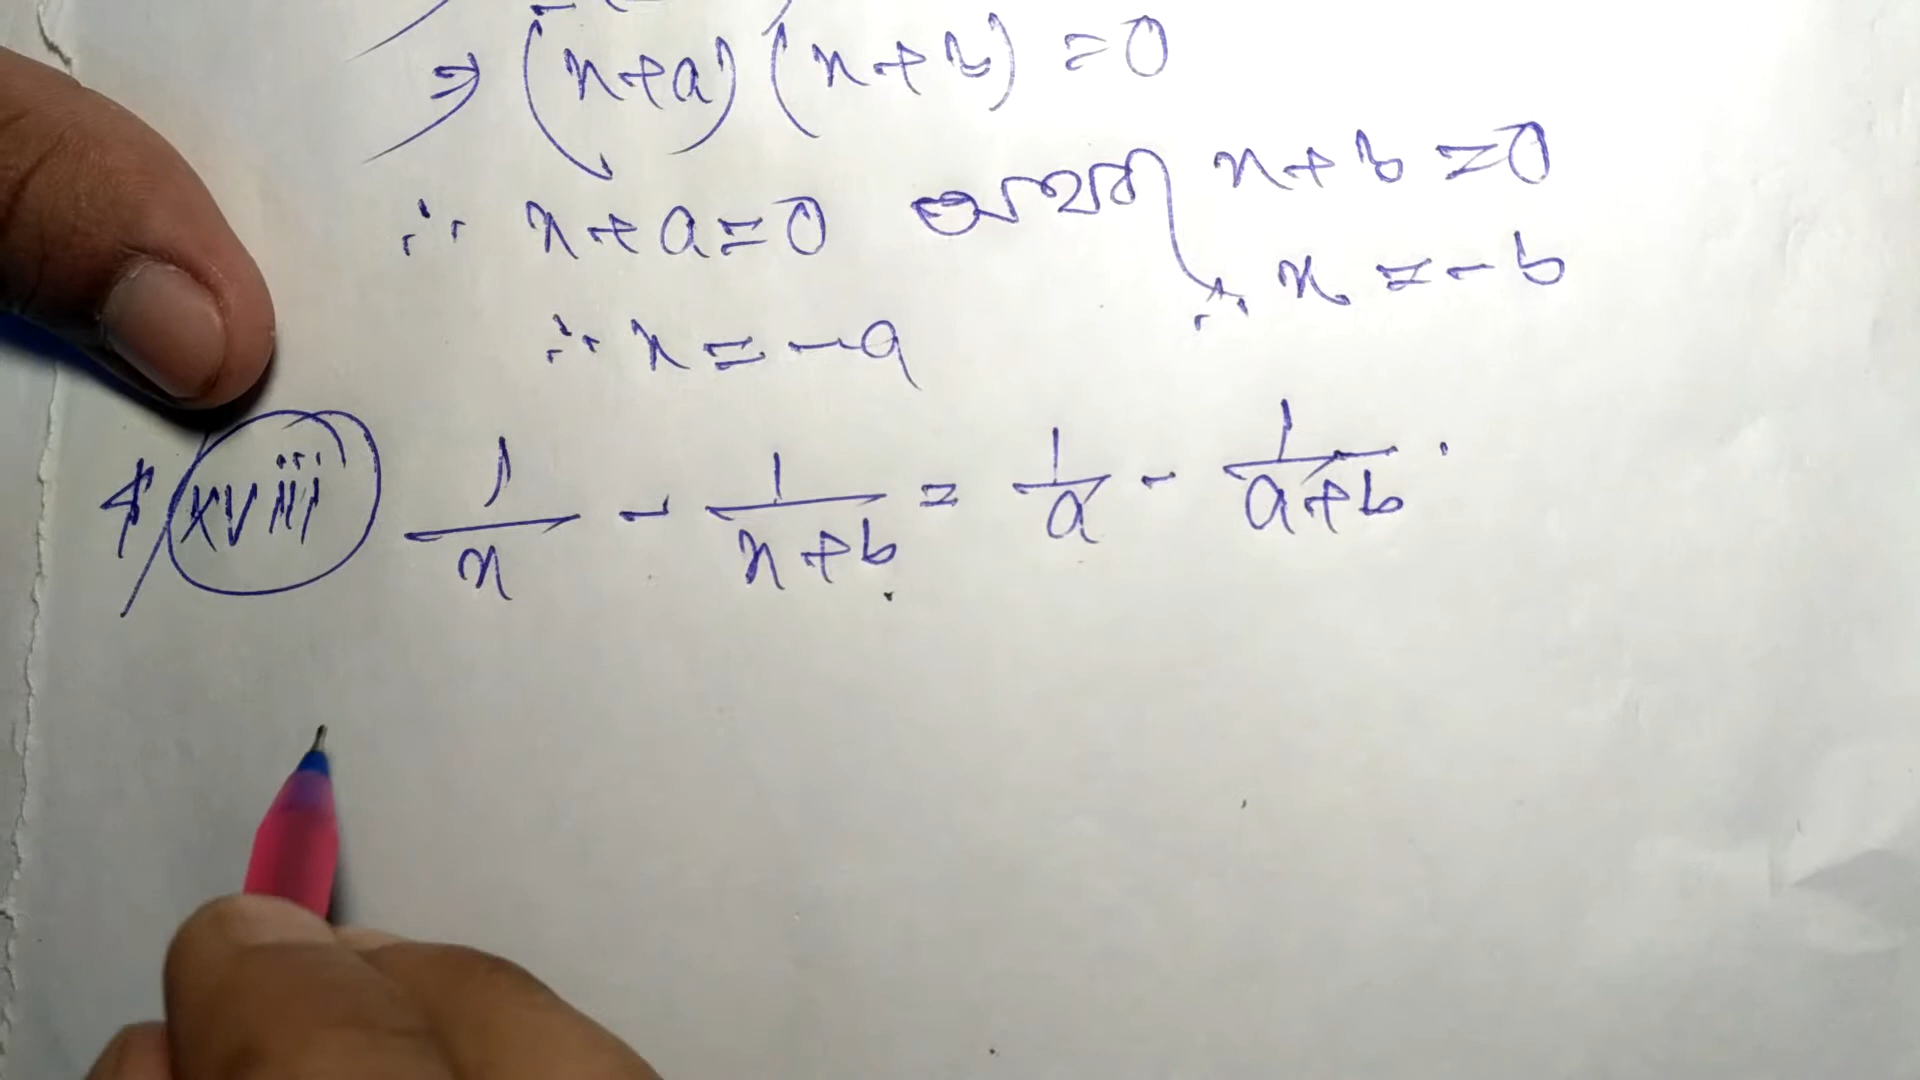 ⇒ (x+a) (x+b) =0
∴ x+a=0 অথবা x+b=0
∴ x=-a ∴ x=-b
xviii 1/x - 1/(x+b) = 1/a - 1/(a+b) .